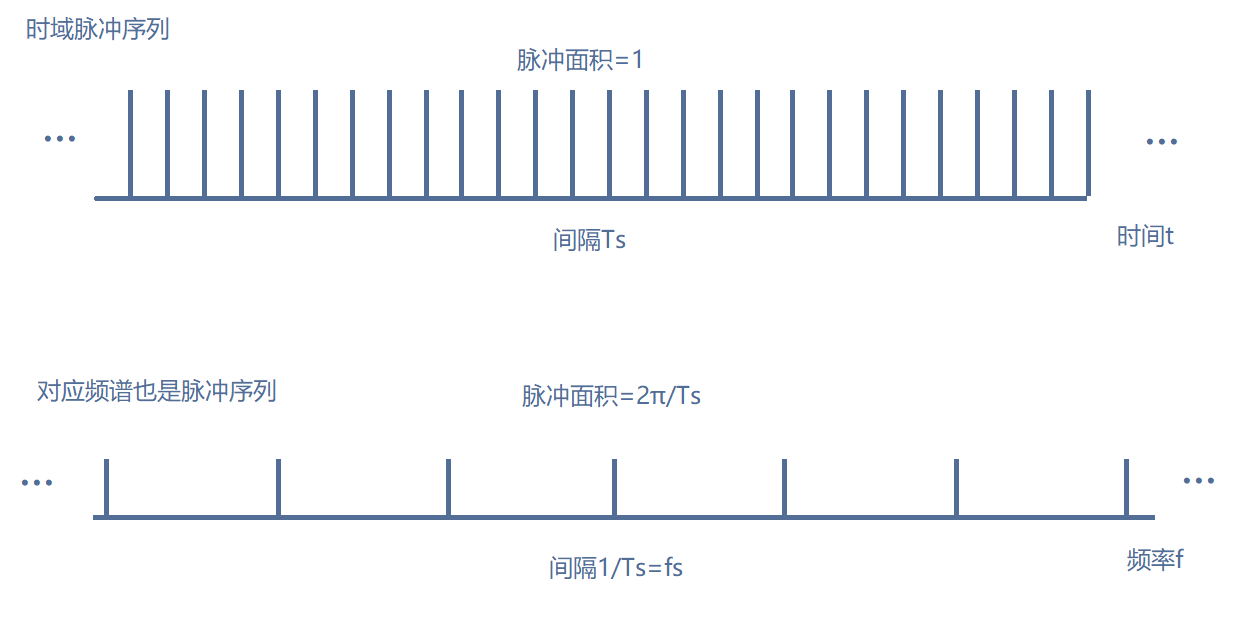 时域脉冲序列
脉冲面积=1
...
...
间隔Ts
时间t
对应频谱也是脉冲序列
脉冲面积=2π/Ts
...
...
间隔1/Ts=fs
频率f